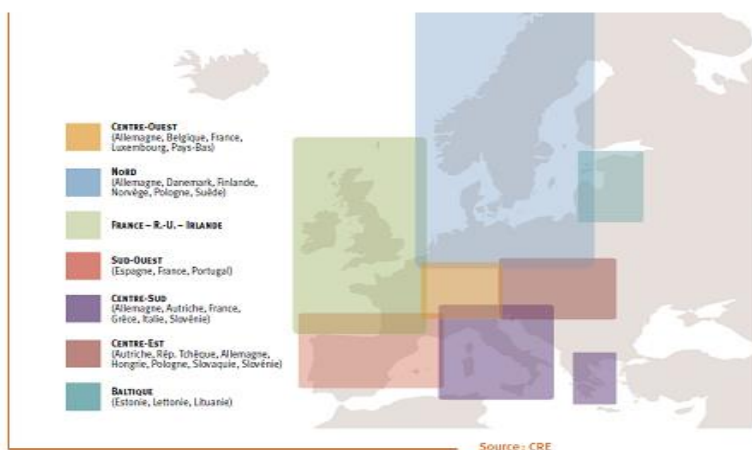 CENTRE-OUEST
(Allemagne, Belgique, France,
Luxembourg, Pays-Bas)
NORD
(Allemagne, Danemark, Finlande,
Norvège, Pologne, Suède)
FRANCE – R.-U. – IRLANDE
SUD-OUEST
(Espagne, France, Portugal)
CENTRE-SUD
(Allemagne, Autriche, France,
Grèce, Italie, Slovénie)
CENTRE-EST
(Autriche, Rép. Tchèque, Allemagne,
Hongrie, Pologne, Slovaquie, Slovénie)
BALTIQUE
(Estonie, Lettonie, Lituanie)
Source : CRE